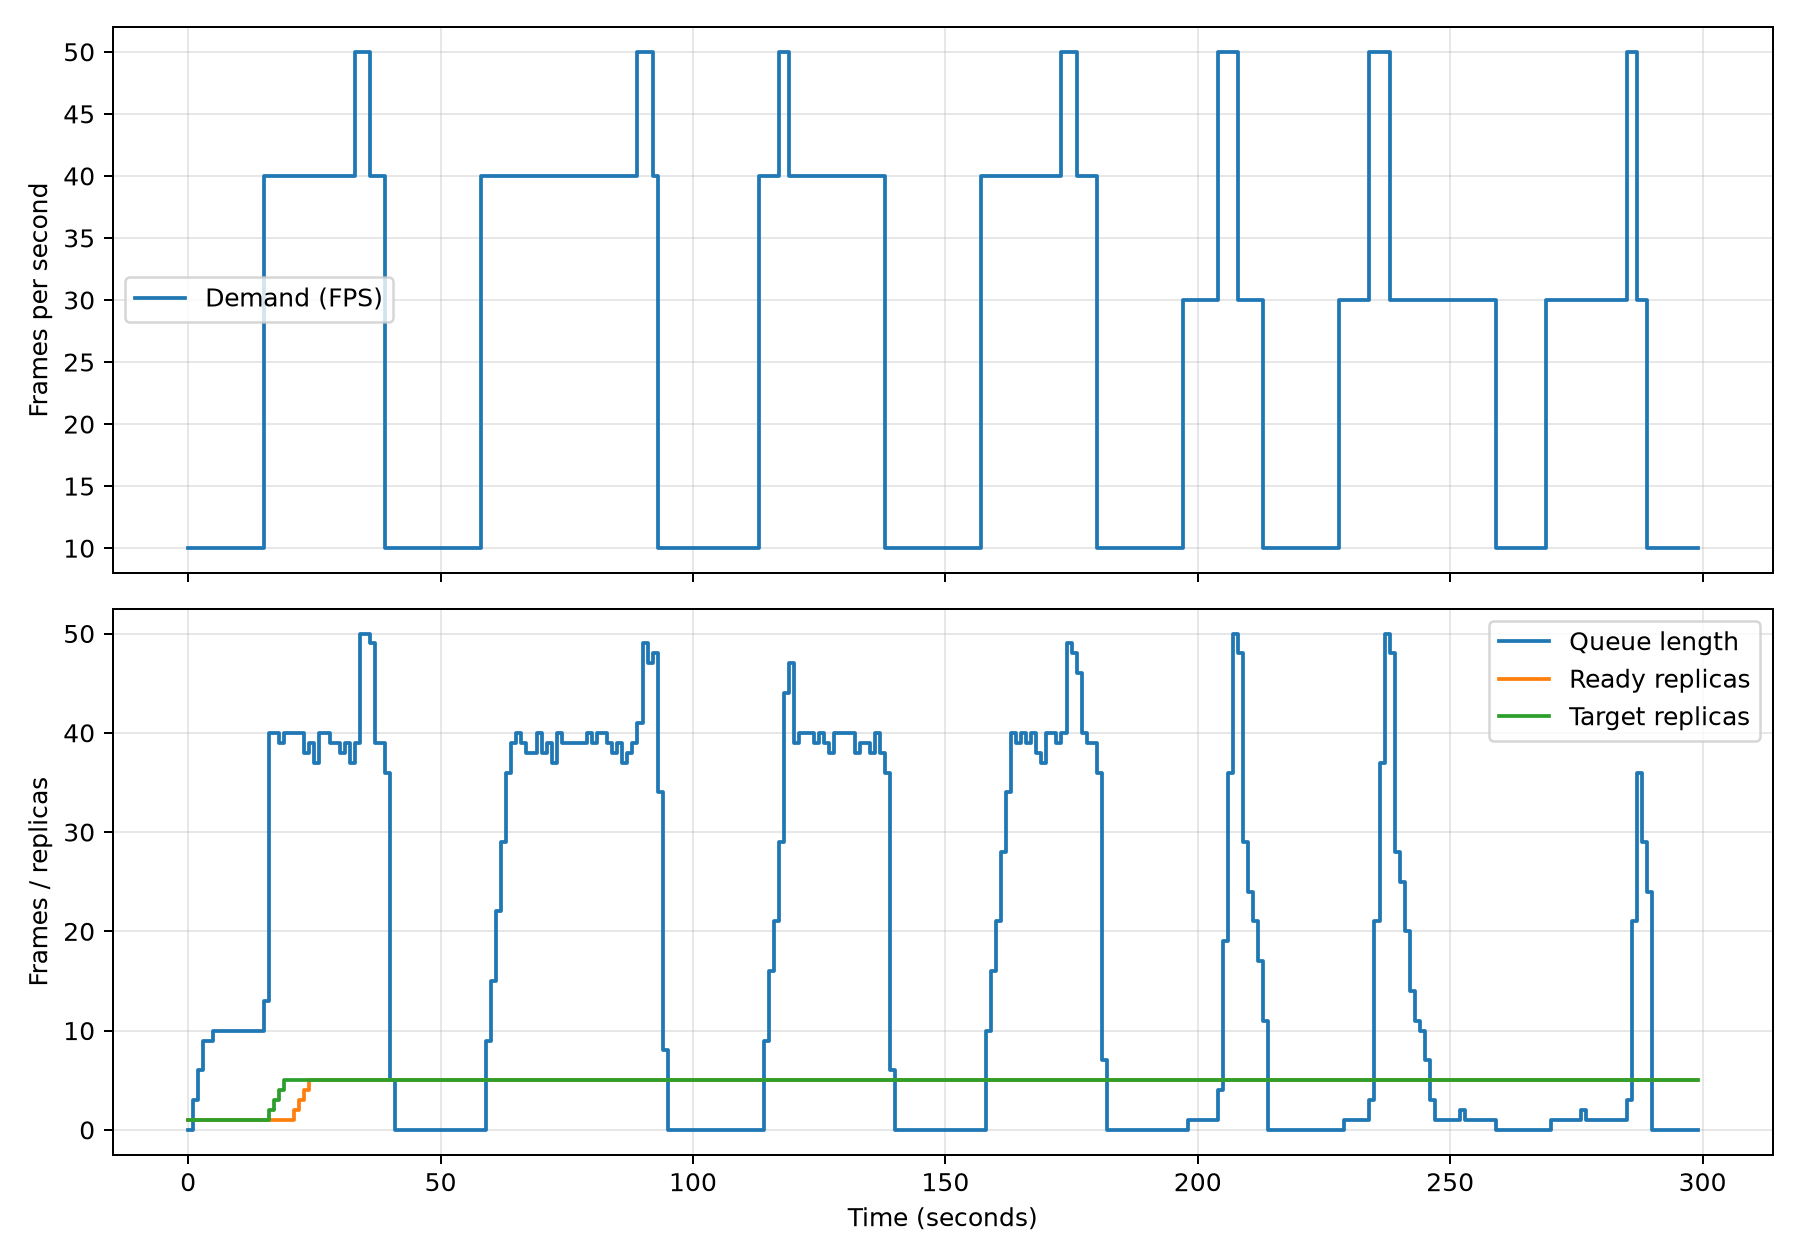 50
45
40
35
30
25
20
15
10
Frames per second
Demand (FPS)
50
40
30
20
10
0
Frames / replicas
Queue length
Ready replicas
Target replicas
0 50 100 150 200 250 300
Time (seconds)